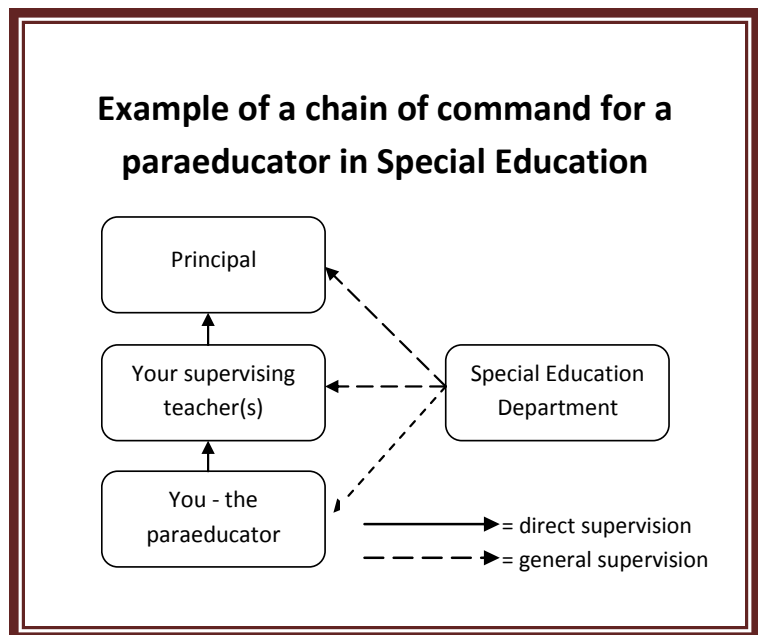 Example of a chain of command for a
paraeducator in Special Education
Principal
Your supervising
teacher(s)
Special Education
Department
You - the
paraeducator
= direct supervision
= general supervision